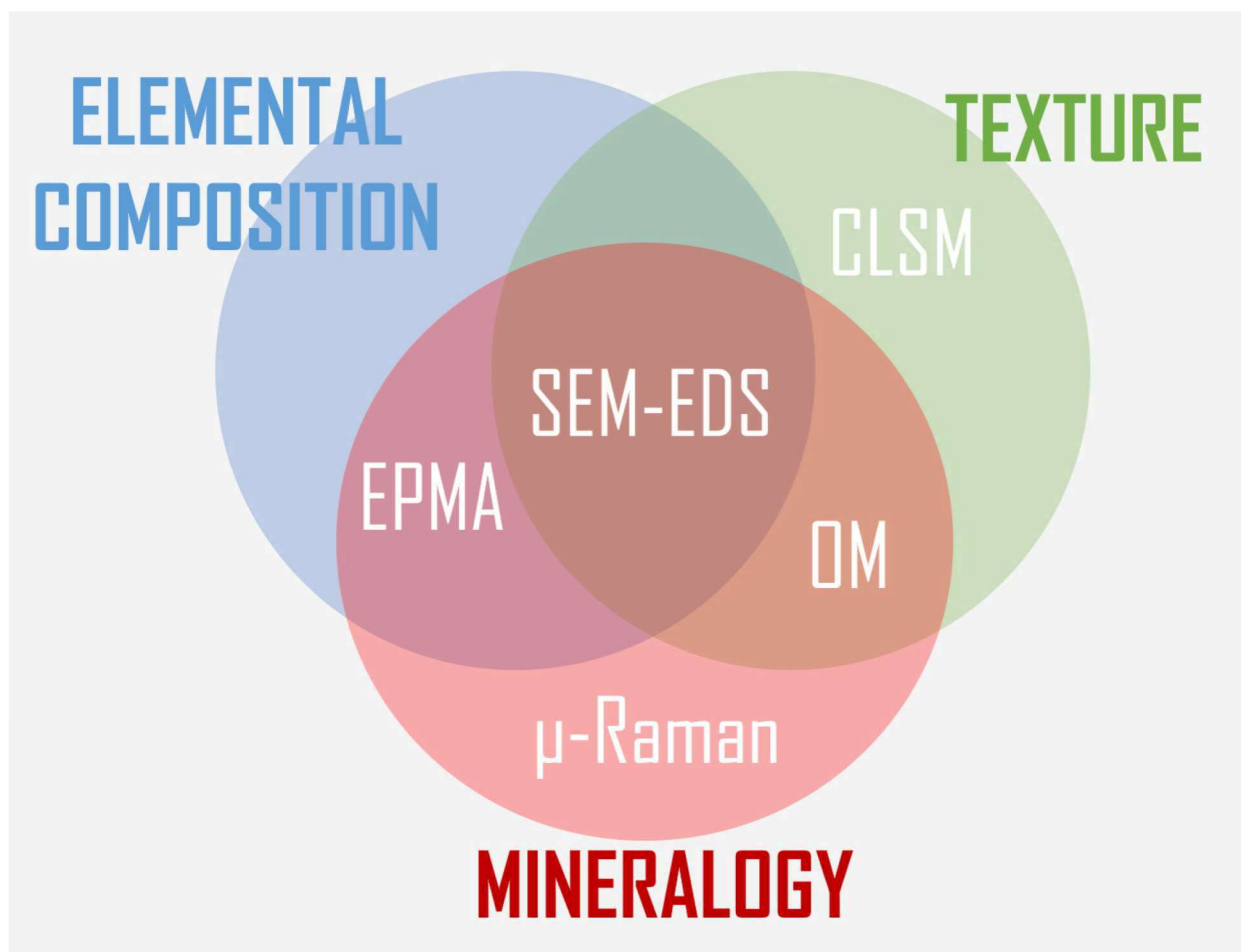 ELEMENTAL
COMPOSITION
TEXTURE
CLSM
SEM-EDS
EPMA
OM
µ-Raman
MINERALOGY